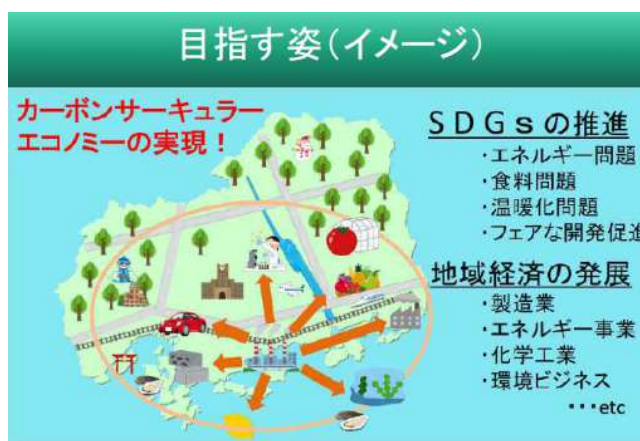 目指す姿(イメージ)
カーボンサーキュラー
エコノミーの実現!
SDGsの推進
・エネルギー問題
・食料問題
・温暖化問題
・フェアな開発促進
地域経済の発展
・製造業
・エネルギー事業
・化学工業
・環境ビジネス
・・・etc